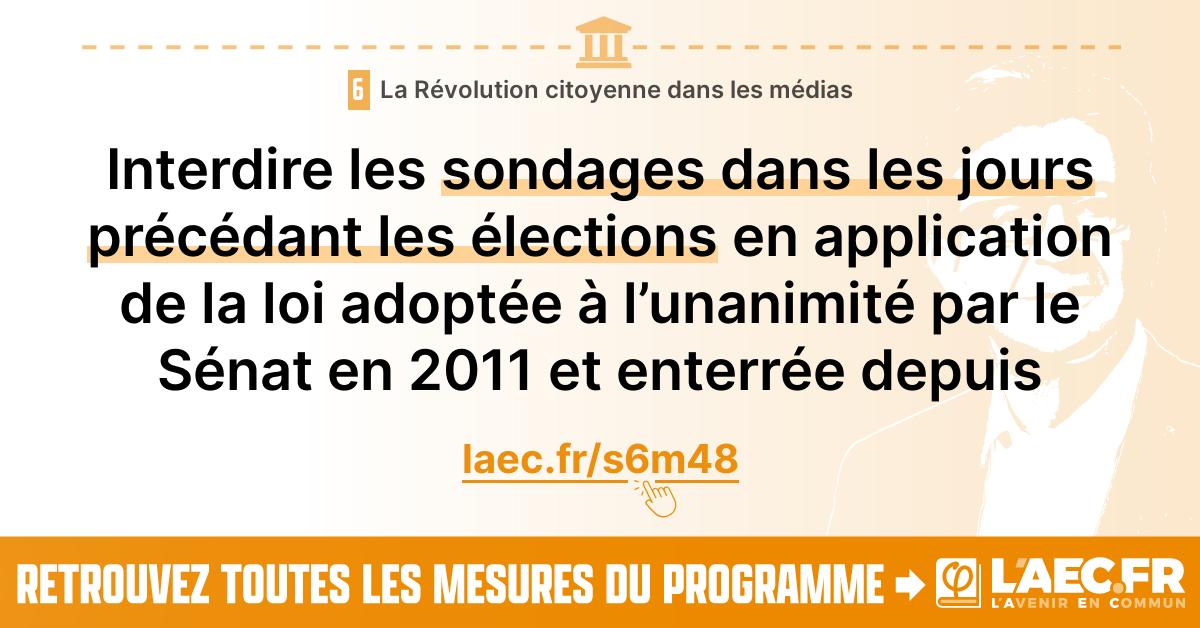 6 La Révolution citoyenne dans les médias
Interdire les sondages dans les jours
précédant les élections en application
de la loi adoptée à l’unanimité par le
Sénat en 2011 et enterrée depuis
laec.fr/s6m48
RETROUVEZ TOUTES LES MESURES DU PROGRAMME ➡ φ L'AEC.FR
L'AVENIR EN COMMUN